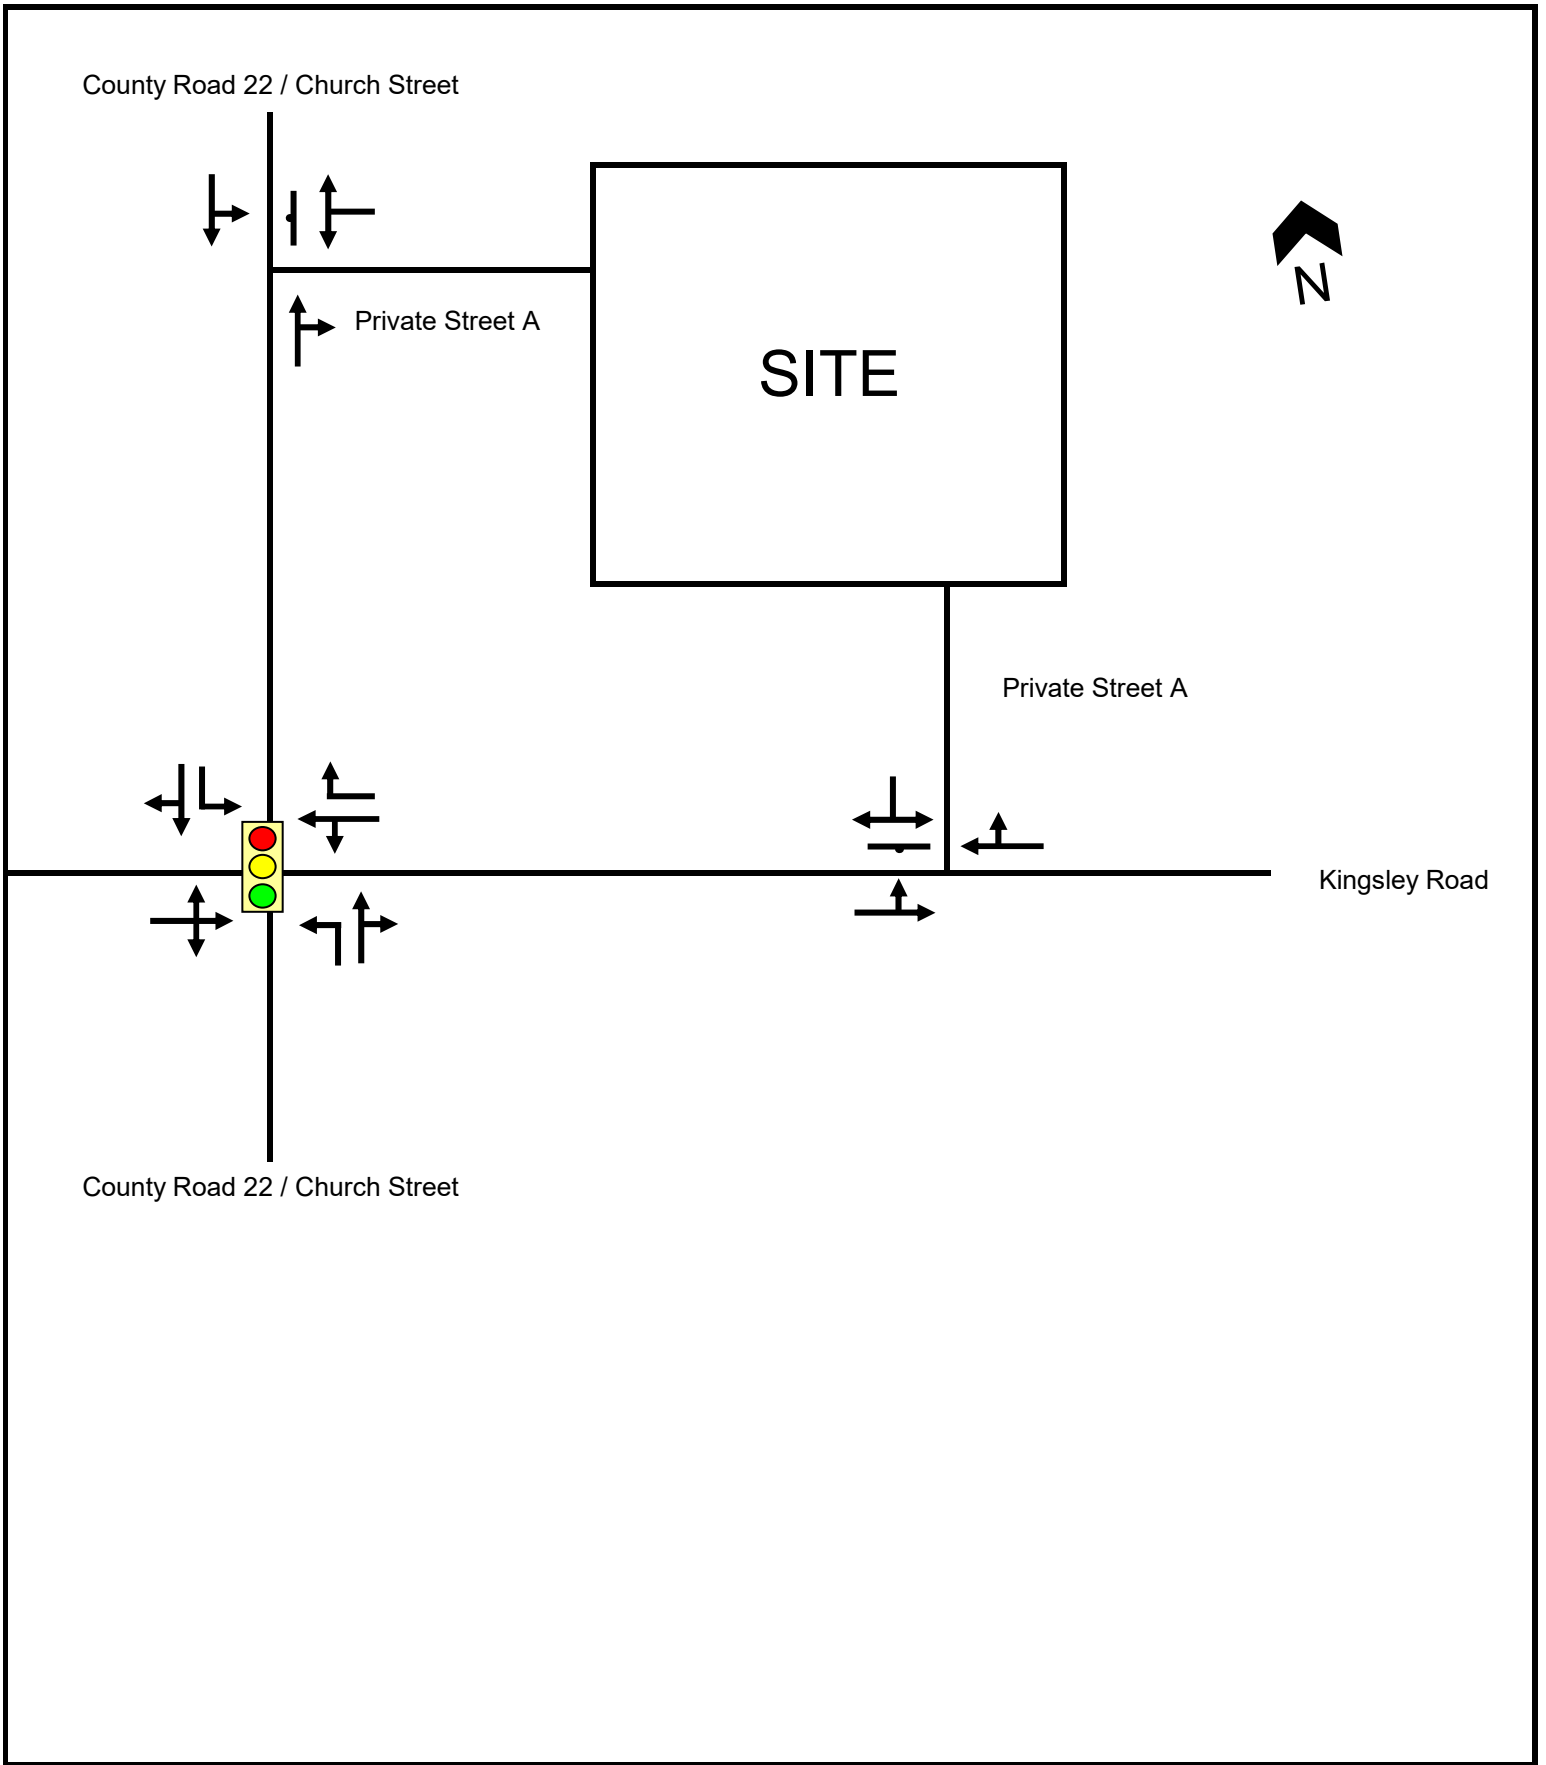 County Road 22 / Church Street
Private Street A
SITE
N
Private Street A
Kingsley Road
County Road 22 / Church Street